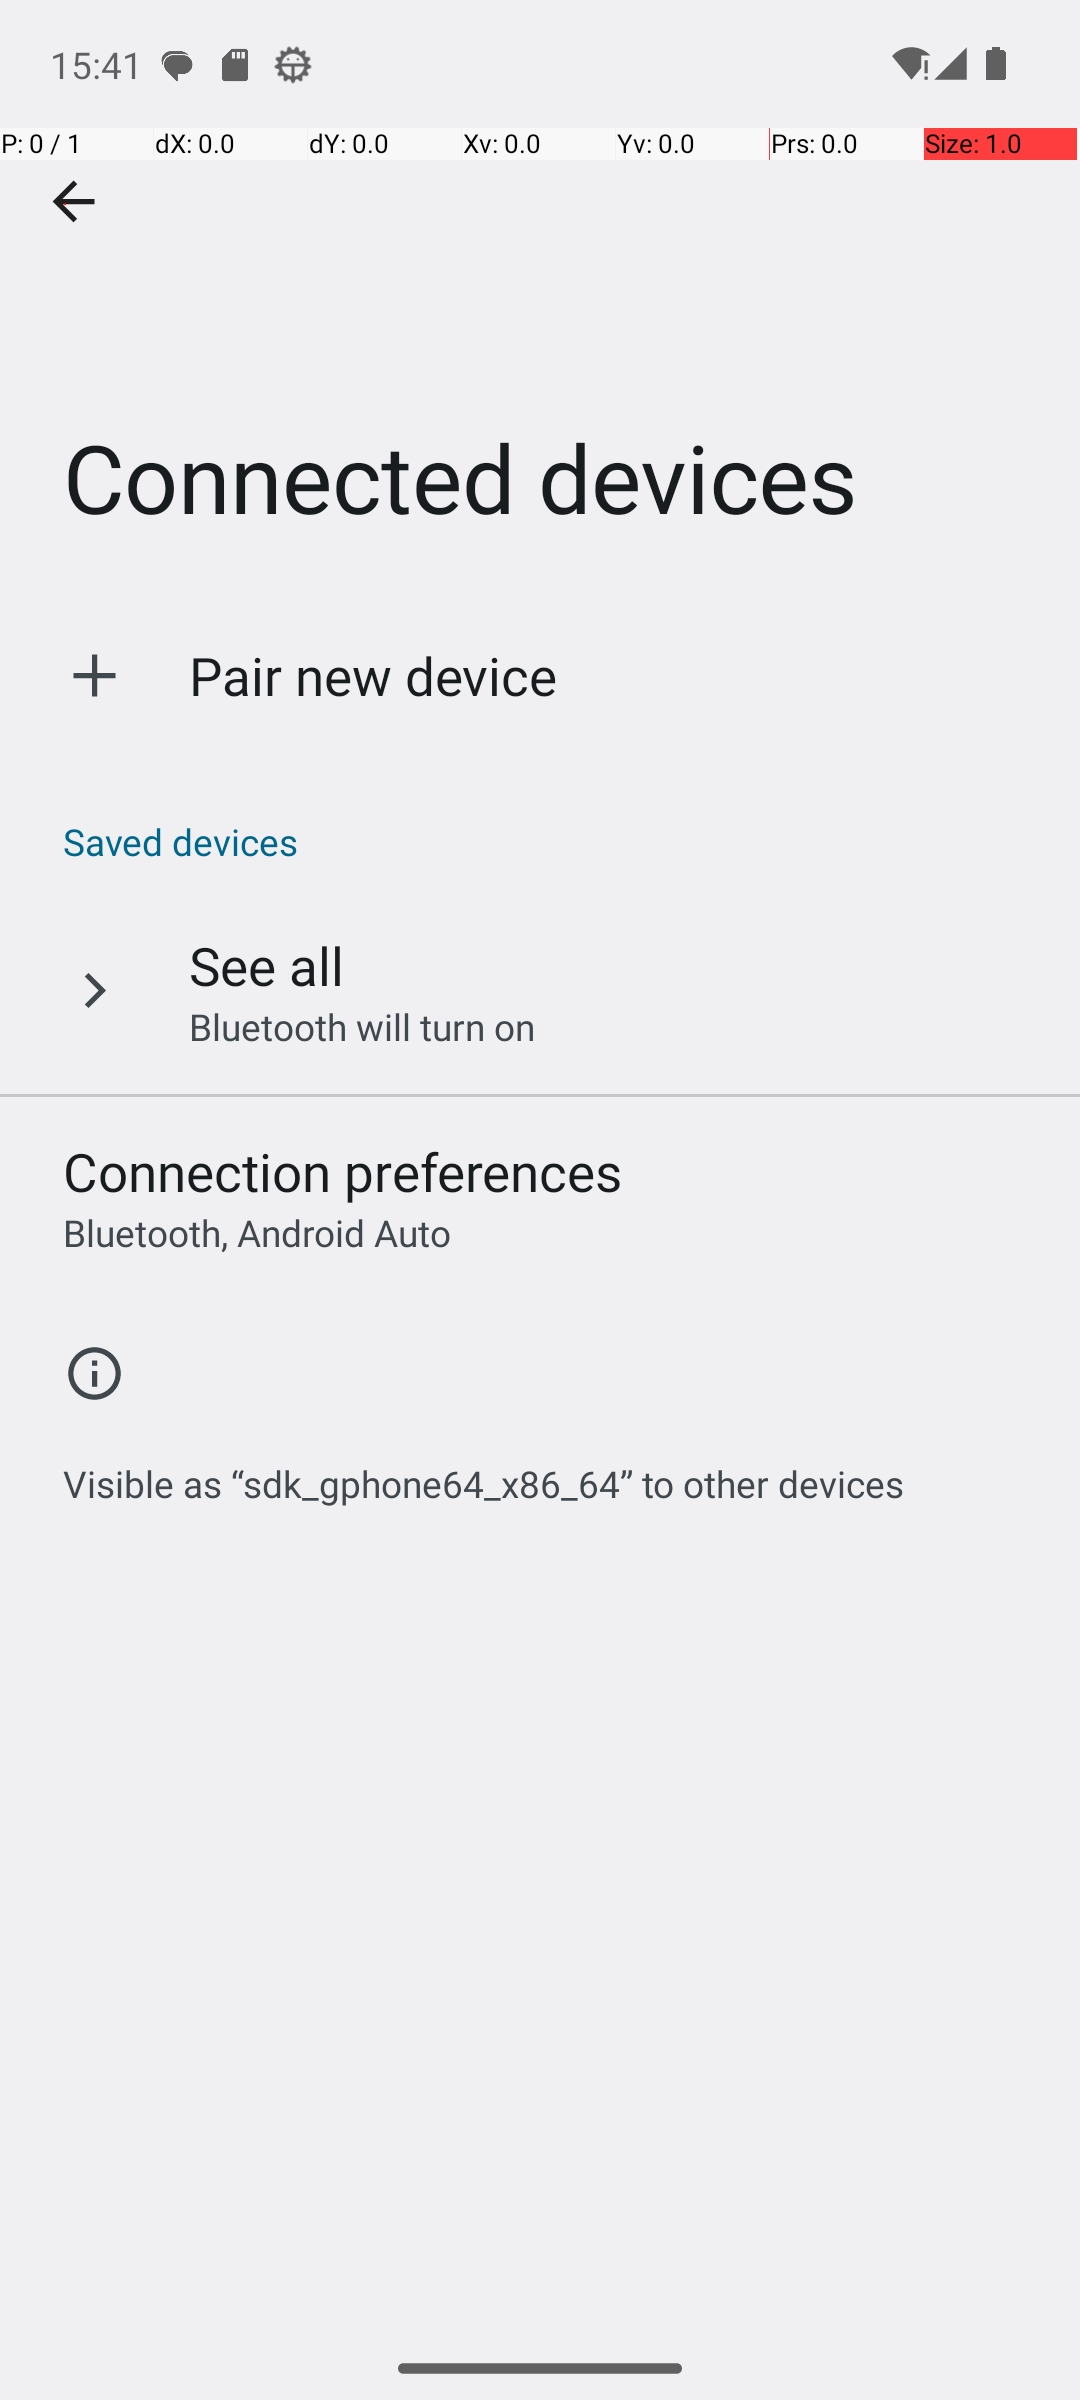 15:41
P: 0 / 1 dX: 0.0 dY: 0.0 Xv: 0.0 Yv: 0.0 Prs: 0.0 Size: 1.0
Connected devices
Pair new device
Saved devices
See all
Bluetooth will turn on
Connection preferences
Bluetooth, Android Auto
Visible as “sdk_gphone64_x86_64” to other devices